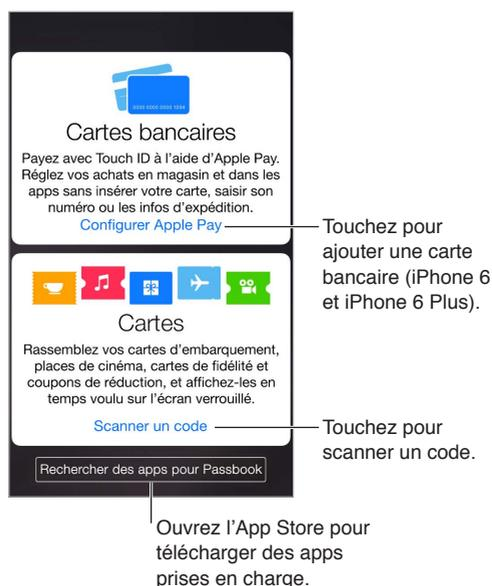 0000 0000 0000 1234
Cartes bancaires
Payez avec Touch ID à l'aide d'Apple Pay.
Réglez vos achats en magasin et dans les
apps sans insérer votre carte, saisir son
numéro ou les infos d'expédition.
Configurer Apple Pay
Touchez pour
ajouter une carte
bancaire (iPhone 6
et iPhone 6 Plus).
Cartes
Rassemblez vos cartes d'embarquement,
places de cinéma, cartes de fidélité et
coupons de réduction, et affichez-les en
temps voulu sur l'écran verrouillé.
Scanner un code
Touchez pour
scanner un code.
Rechercher des apps pour Passbook
Ouvrez l'App Store pour
télécharger des apps
prises en charge.